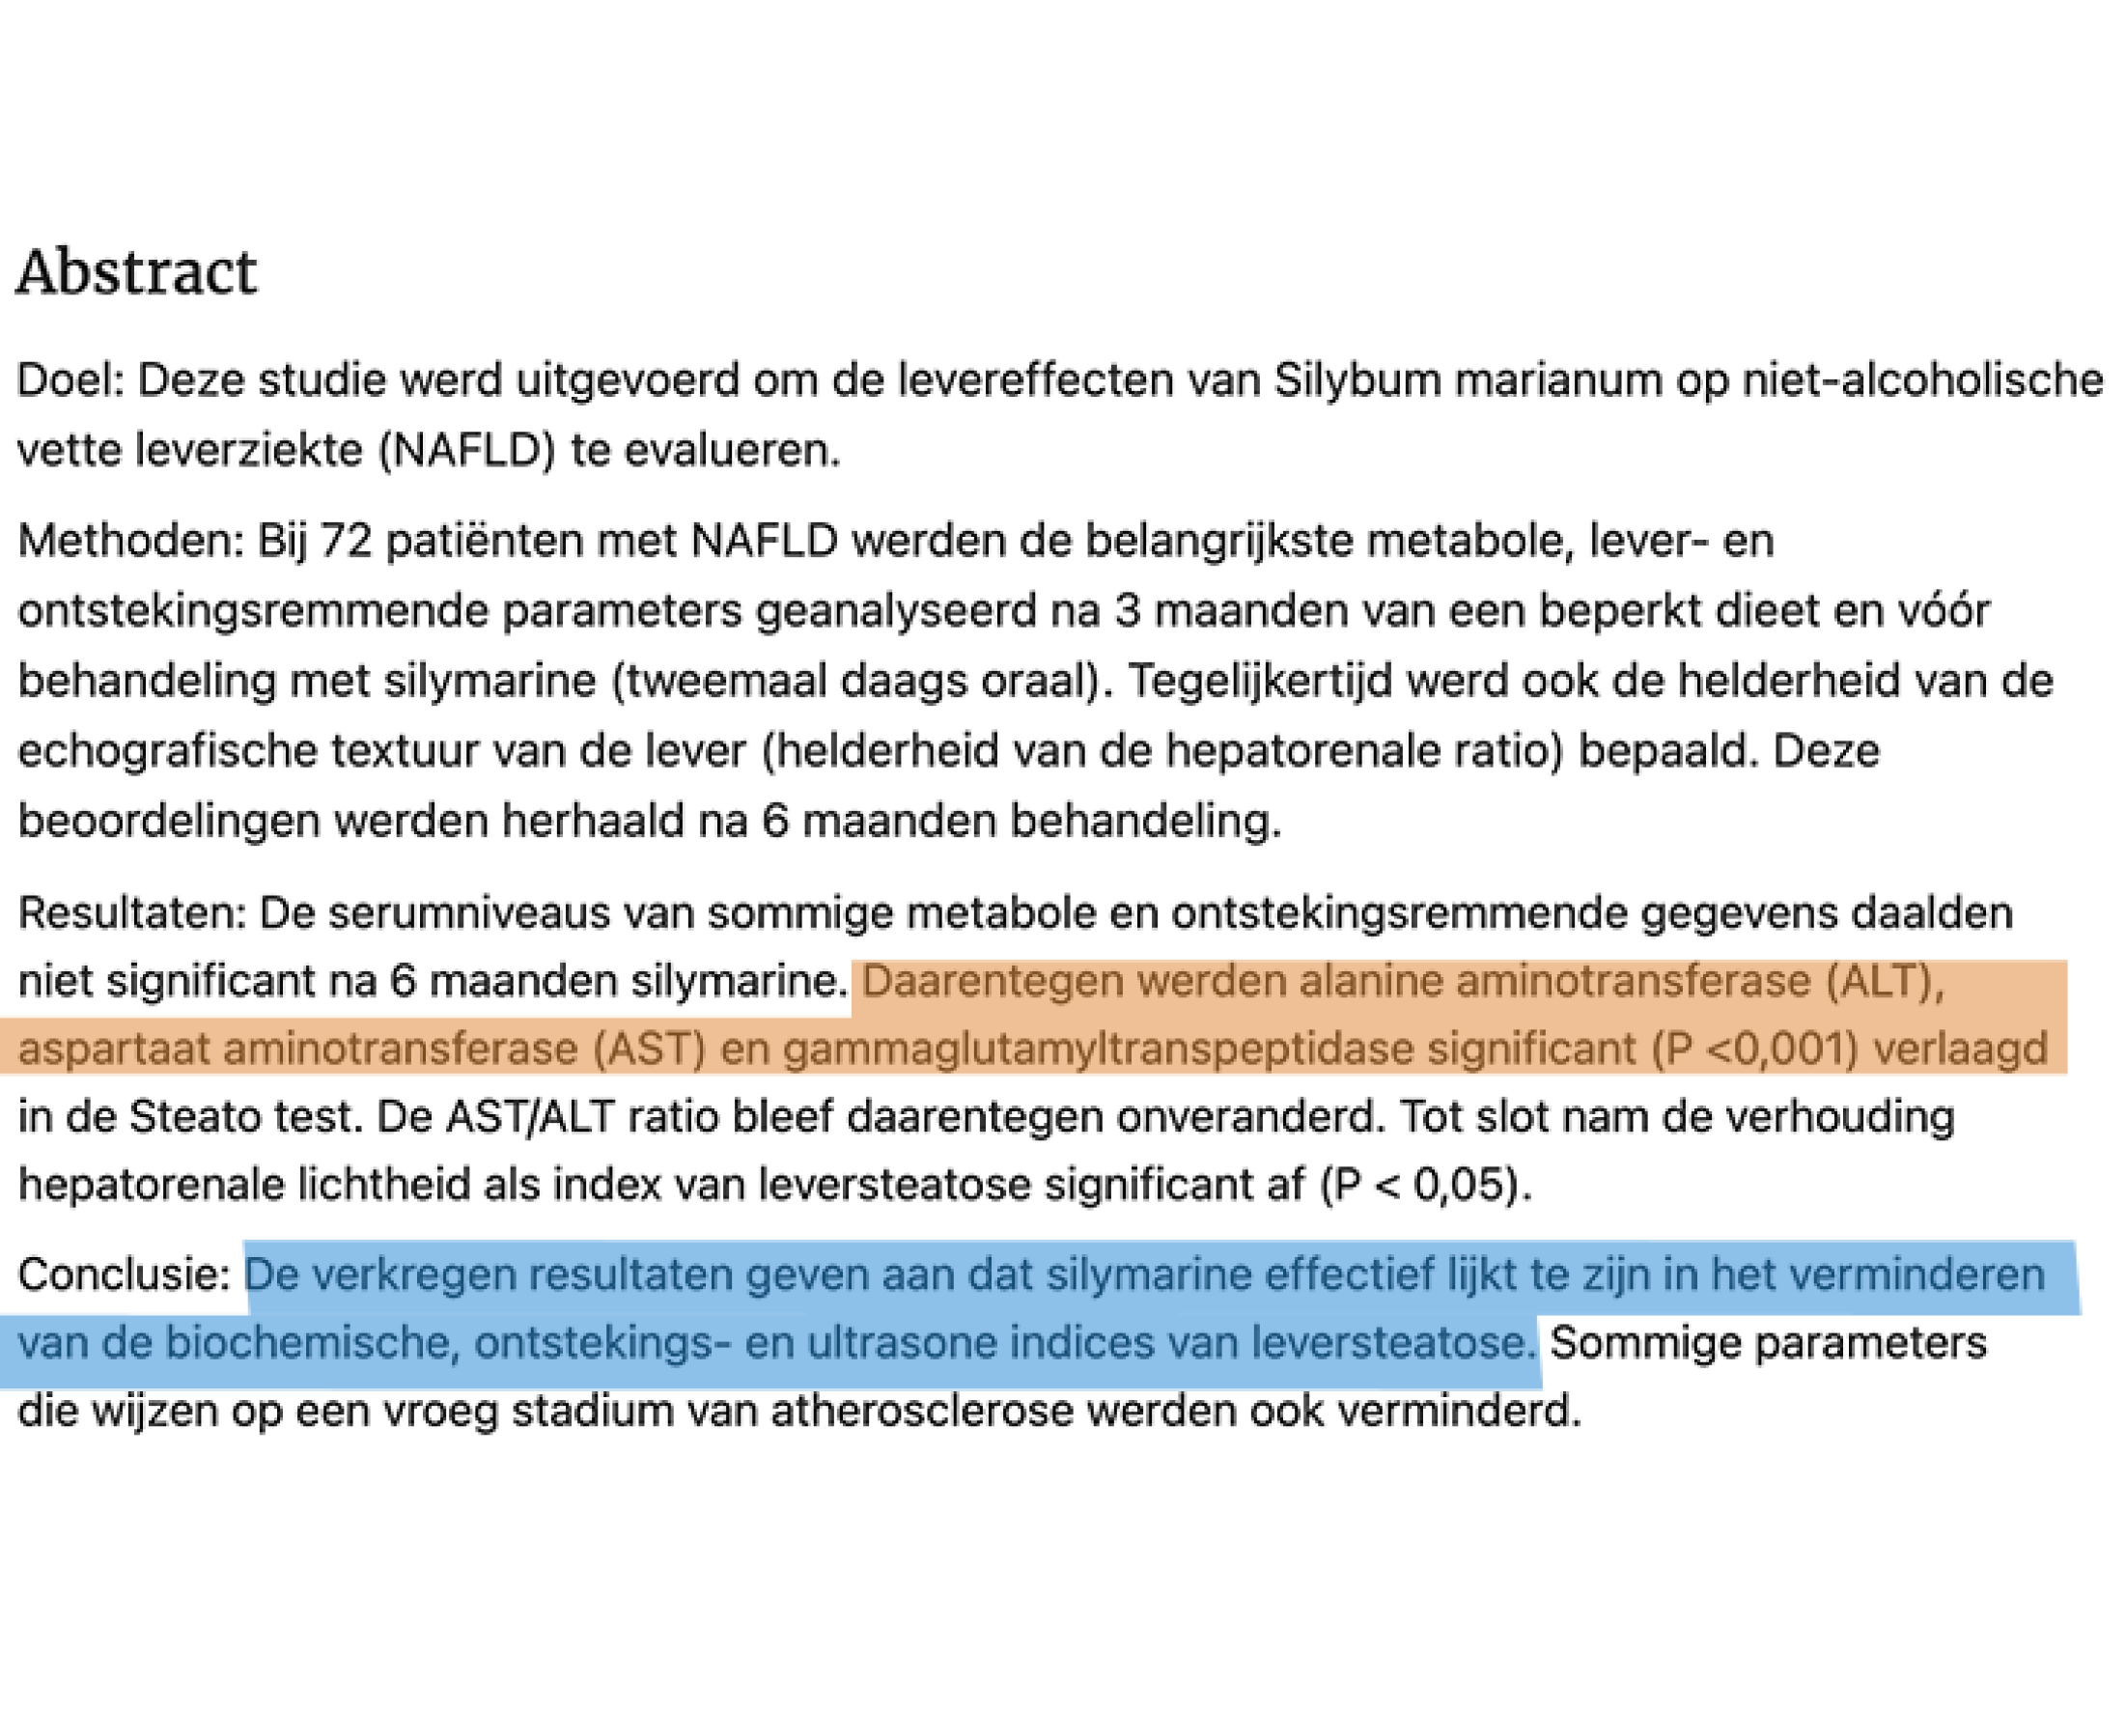 Abstract
Doel: Deze studie werd uitgevoerd om de levereffecten van Silybum marianum op niet-alcoholische
vette leverziekte (NAFLD) te evalueren.
Methoden: Bij 72 patiënten met NAFLD werden de belangrijkste metabole, lever- en
ontstekingsremmende parameters geanalyseerd na 3 maanden van een beperkt dieet en vóór
behandeling met silymarine (tweemaal daags oraal). Tegelijkertijd werd ook de helderheid van de
echografische textuur van de lever (helderheid van de hepatorenale ratio) bepaald. Deze
beoordelingen werden herhaald na 6 maanden behandeling.
Resultaten: De serumniveaus van sommige metabole en ontstekingsremmende gegevens daalden
niet significant na 6 maanden silymarine. Daarentegen werden alanine aminotransferase (ALT),
aspartaat aminotransferase (AST) en gammaglutamyltranspeptidase significant (P <0,001) verlaagd
in de Steato test. De AST/ALT ratio bleef daarentegen onveranderd. Tot slot nam de verhouding
hepatorenale lichtheid als index van leversteatose significant af (P < 0,05).
Conclusie: De verkregen resultaten geven aan dat silymarine effectief lijkt te zijn in het verminderen
van de biochemische, ontstekings- en ultrasone indices van leversteatose. Sommige parameters
die wijzen op een vroeg stadium van atherosclerose werden ook verminderd.